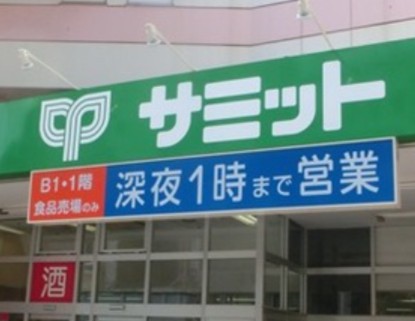 サミット
B1・1階
食品売場のみ
深夜1時まで営業
酒